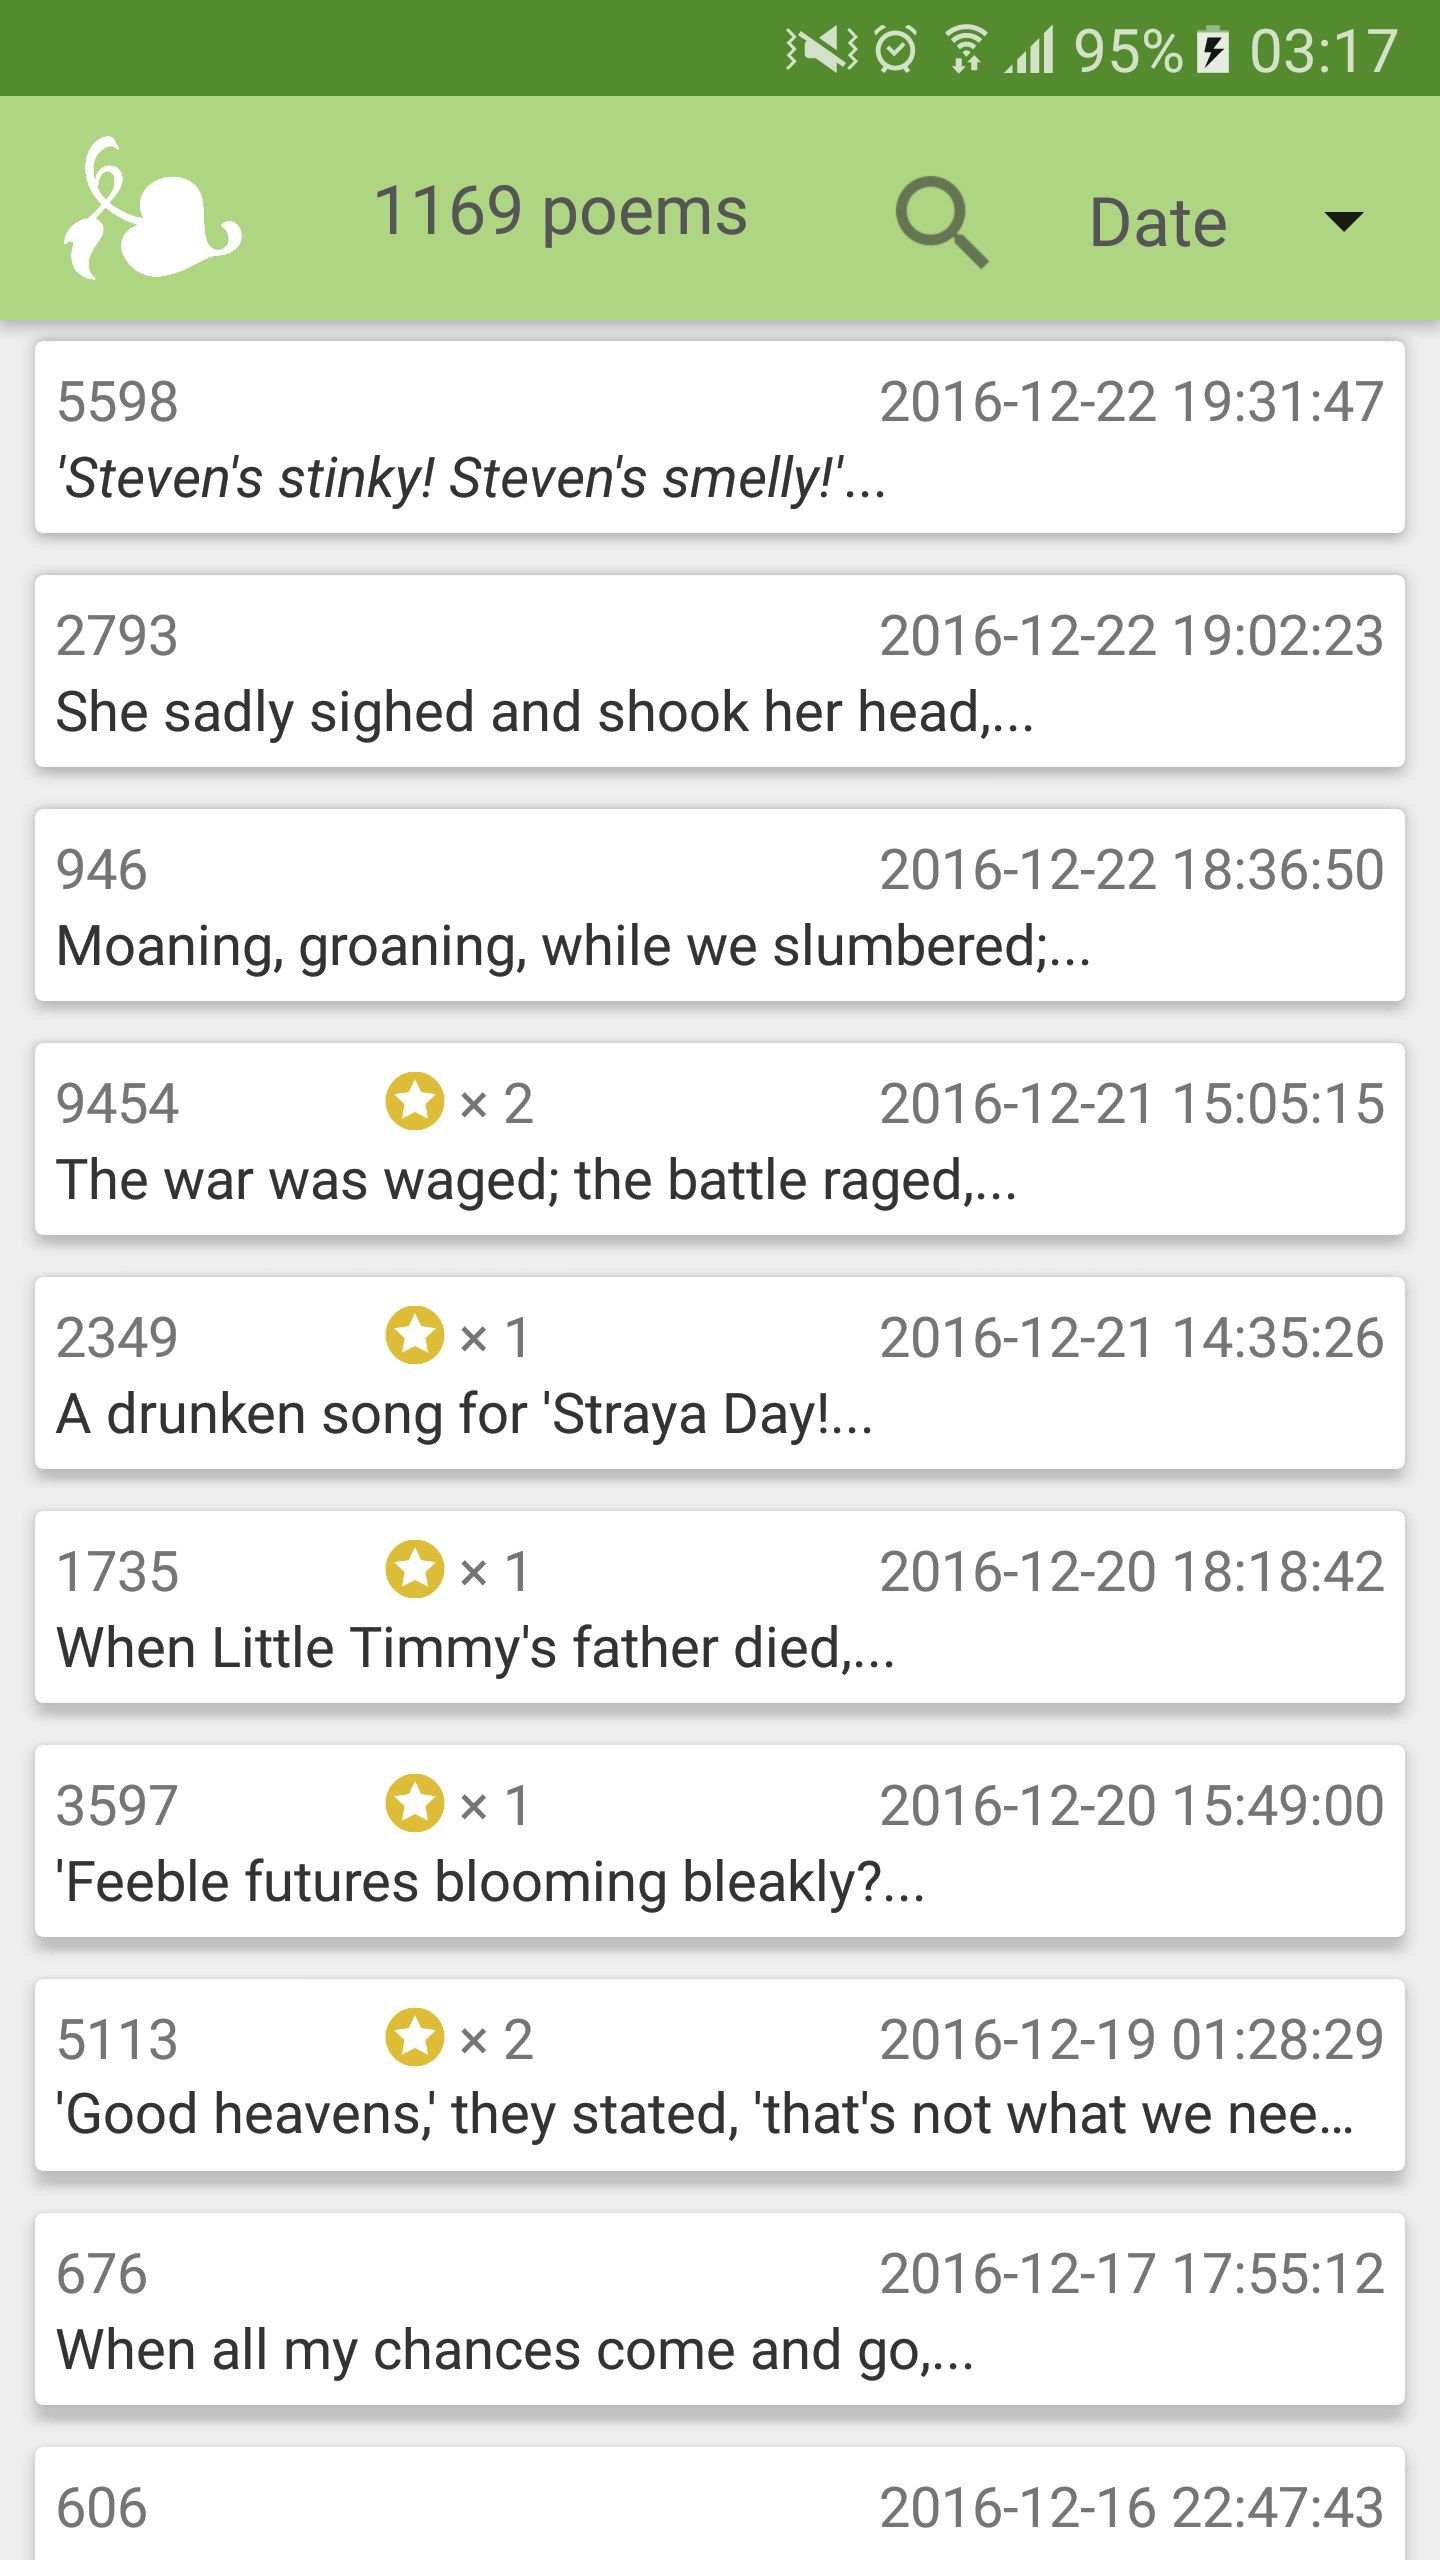 95% 03:17
1169 poems Date
5598 2016-12-22 19:31:47
'Steven's stinky! Steven's smelly!'...
2793 2016-12-22 19:02:23
She sadly sighed and shook her head,...
946 2016-12-22 18:36:50
Moaning, groaning, while we slumbered;...
9454 × 2 2016-12-21 15:05:15
The war was waged; the battle raged,...
2349 × 1 2016-12-21 14:35:26
A drunken song for 'Straya Day!...
1735 × 1 2016-12-20 18:18:42
When Little Timmy's father died,...
3597 × 1 2016-12-20 15:49:00
'Feeble futures blooming bleakly?...
5113 × 2 2016-12-19 01:28:29
'Good heavens,' they stated, 'that's not what we nee...
676 2016-12-17 17:55:12
When all my chances come and go,...
606 2016-12-16 22:47:43